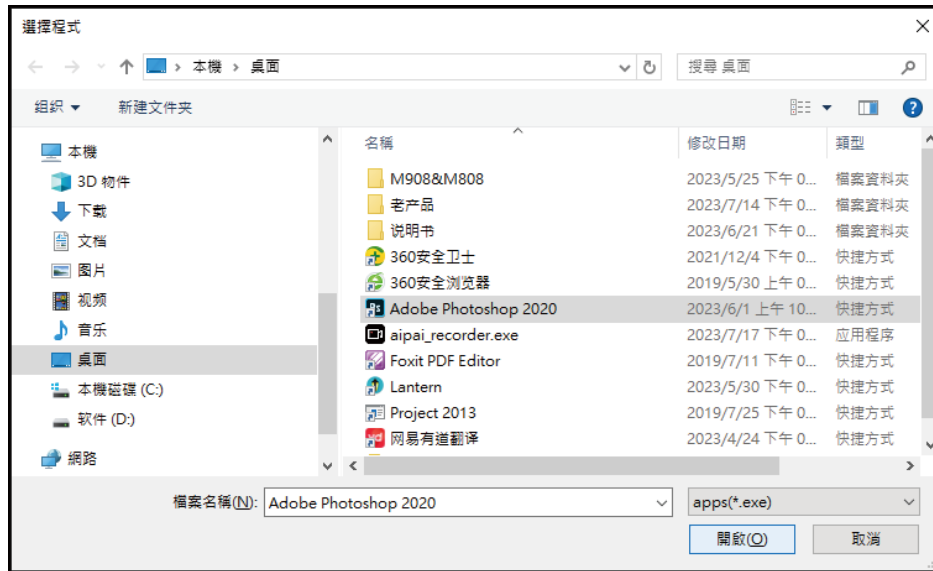 選擇程式
本機 › 桌面
搜尋 桌面
組織 新建文件夹
名稱 修改日期 類型
本機
3D 物件
下載
文档
图片
视频
音乐
桌面
本機磁碟 (C:)
软件 (D:)
網路
M908&M808 2023/5/25 下午 0... 檔案資料夾
老产品 2023/7/14 下午 0... 檔案資料夾
说明书 2023/6/21 下午 0... 檔案資料夾
360安全卫士 2021/12/4 下午 0... 快捷方式
360安全浏览器 2019/5/30 上午 0... 快捷方式
Adobe Photoshop 2020 2023/6/1 上午 10... 快捷方式
aipai_recorder.exe 2023/7/17 下午 0... 应用程序
Foxit PDF Editor 2019/7/11 下午 0... 快捷方式
Lantern 2023/5/30 下午 0... 快捷方式
Project 2013 2019/7/25 下午 0... 快捷方式
网易有道翻译 2023/4/24 下午 0... 快捷方式
檔案名稱(N): Adobe Photoshop 2020 apps(*.exe)
開啟(O) 取消